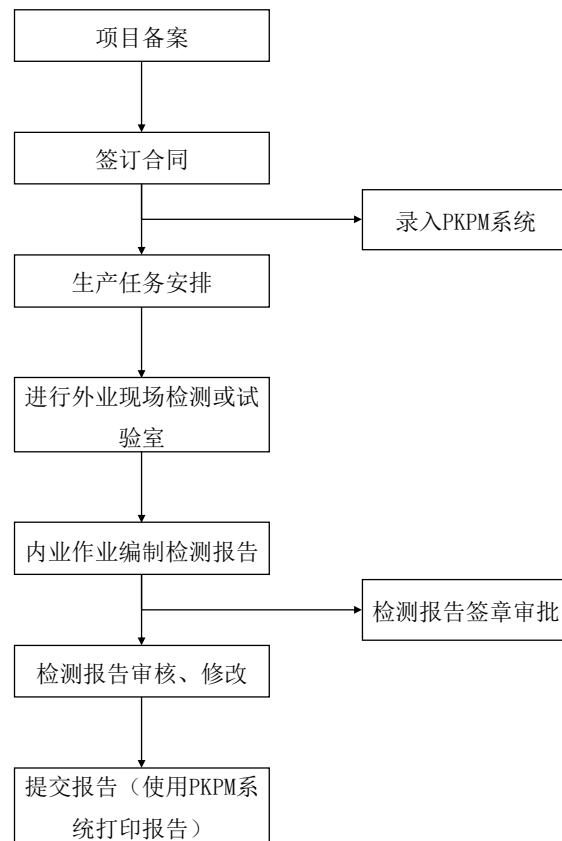 项目备案
签订合同
录入PKPM系统
生产任务安排
进行外业现场检测或试
验室
内业作业编制检测报告
检测报告签章审批
检测报告审核、修改
提交报告（使用PKPM系
统打印报告）